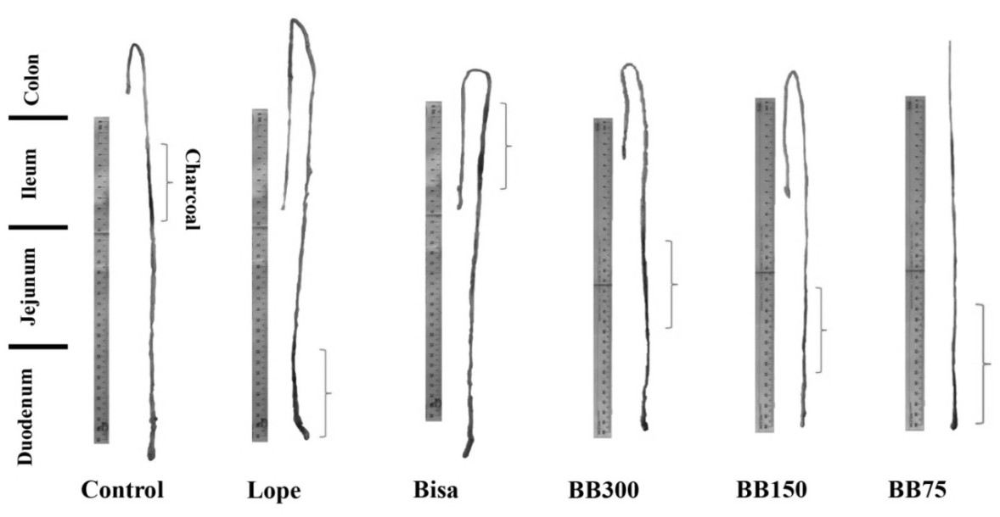 Colon
Ileum
Jejunum
Duodenum
Charcoal
Control
Lope
Bisa
BB300
BB150
BB75